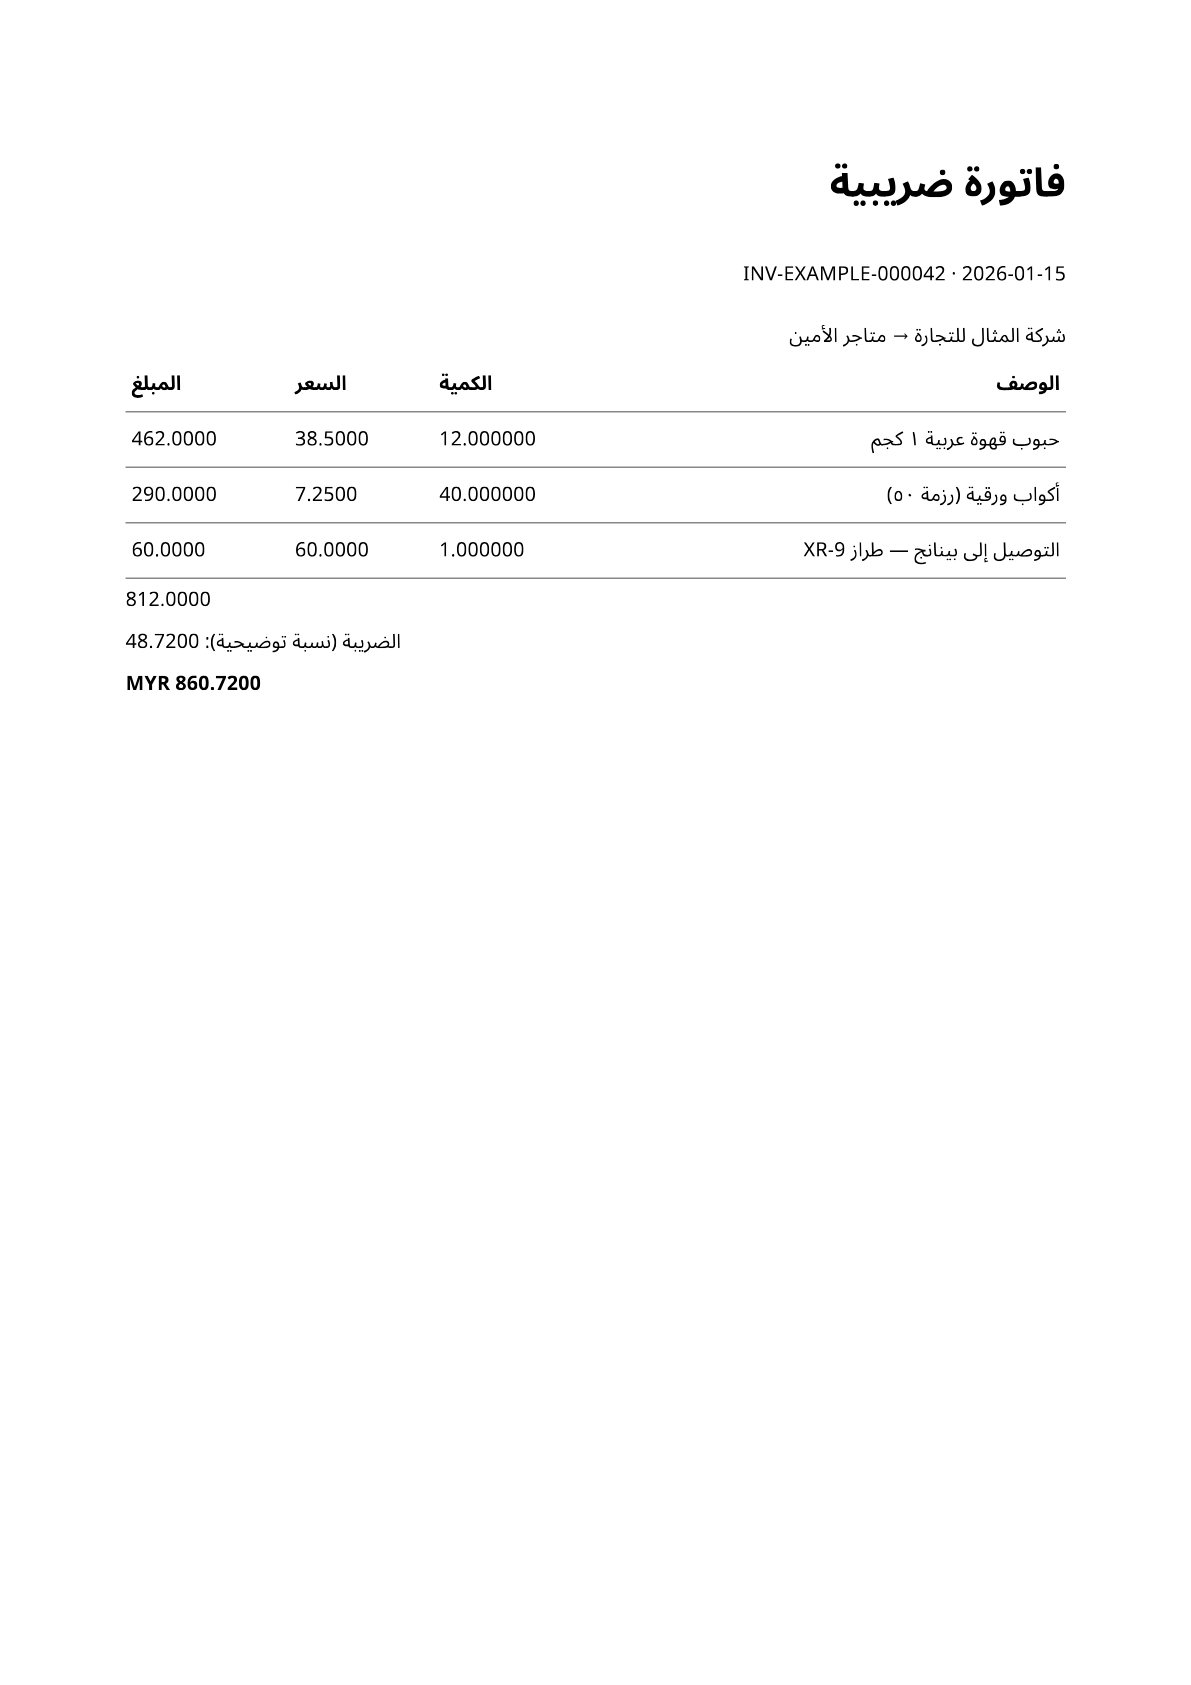 فاتورة ضريبية
INV-EXAMPLE-000042 · 2026-01-15
شركة المثال للتجارة → متاجر الأمين
الوصف الكمية السعر المبلغ
حبوب قهوة عربية ١ كجم 12.000000 38.5000 462.0000
أكواب ورقية (رزمة ٥٠) 40.000000 7.2500 290.0000
التوصيل إلى بينانج — طراز XR-9 1.000000 60.0000 60.0000
812.0000
الضريبة (نسبة توضيحية): 48.7200
MYR 860.7200